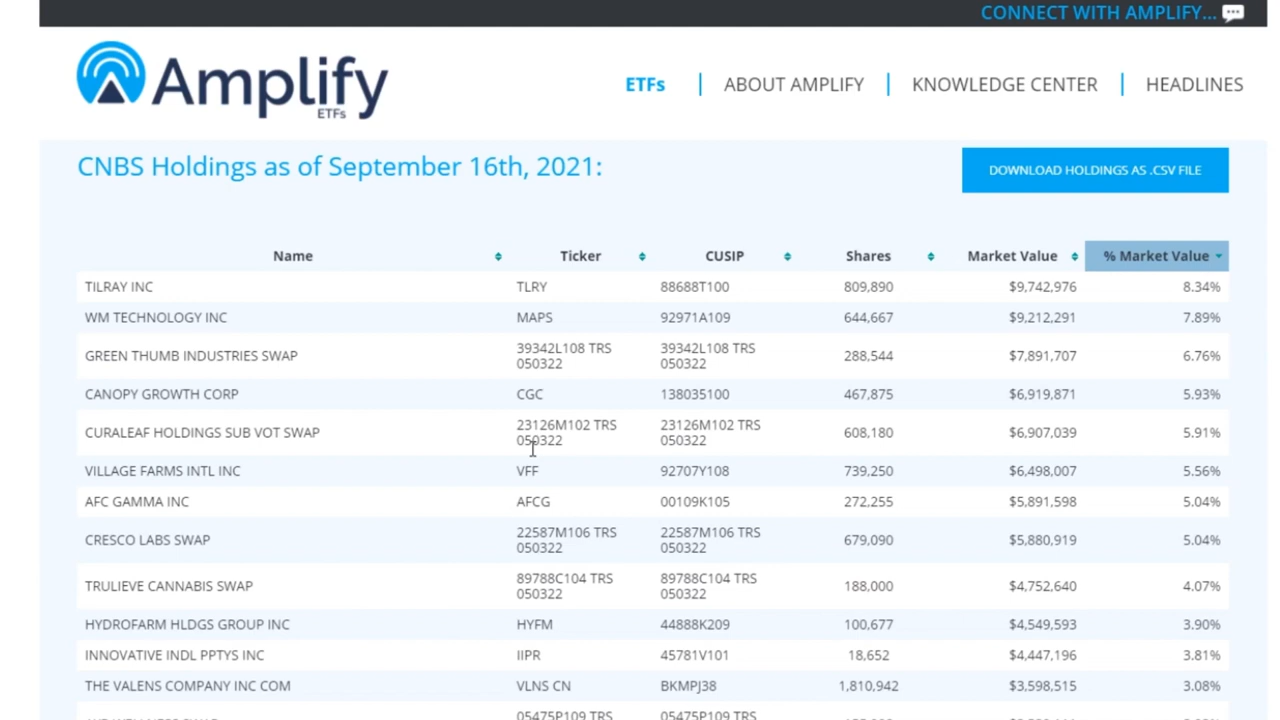 CONNECT WITH AMPLIFY...
Amplify
ETFs
ETFs | ABOUT AMPLIFY | KNOWLEDGE CENTER | HEADLINES
CNBS Holdings as of September 16th, 2021:
DOWNLOAD HOLDINGS AS .CSV FILE
Name Ticker CUSIP Shares Market Value % Market Value
TILRAY INC TLRY 88688T100 809,890 $9,742,976 8.34%
WM TECHNOLOGY INC MAPS 92971A109 644,667 $9,212,291 7.89%
GREEN THUMB INDUSTRIES SWAP 39342L108 TRS 050322 39342L108 TRS 050322 288,544 $7,891,707 6.76%
CANOPY GROWTH CORP CGC 138035100 467,875 $6,919,871 5.93%
CURALEAF HOLDINGS SUB VOT SWAP 23126M102 TRS 050322 23126M102 TRS 050322 608,180 $6,907,039 5.91%
VILLAGE FARMS INTL INC VFF 92707Y108 739,250 $6,498,007 5.56%
AFC GAMMA INC AFCG 00109K105 272,255 $5,891,598 5.04%
CRESCO LABS SWAP 22587M106 TRS 050322 22587M106 TRS 050322 679,090 $5,880,919 5.04%
TRULIEVE CANNABIS SWAP 89788C104 TRS 050322 89788C104 TRS 050322 188,000 $4,752,640 4.07%
HYDROFARM HLDGS GROUP INC HYFM 44888K209 100,677 $4,549,593 3.90%
INNOVATIVE INDL PPTYS INC IIPR 45781V101 18,652 $4,447,196 3.81%
THE VALENS COMPANY INC COM VLNS CN BKMPJ38 1,810,942 $3,598,515 3.08%
05475P109 TRS 05475P109 TRS